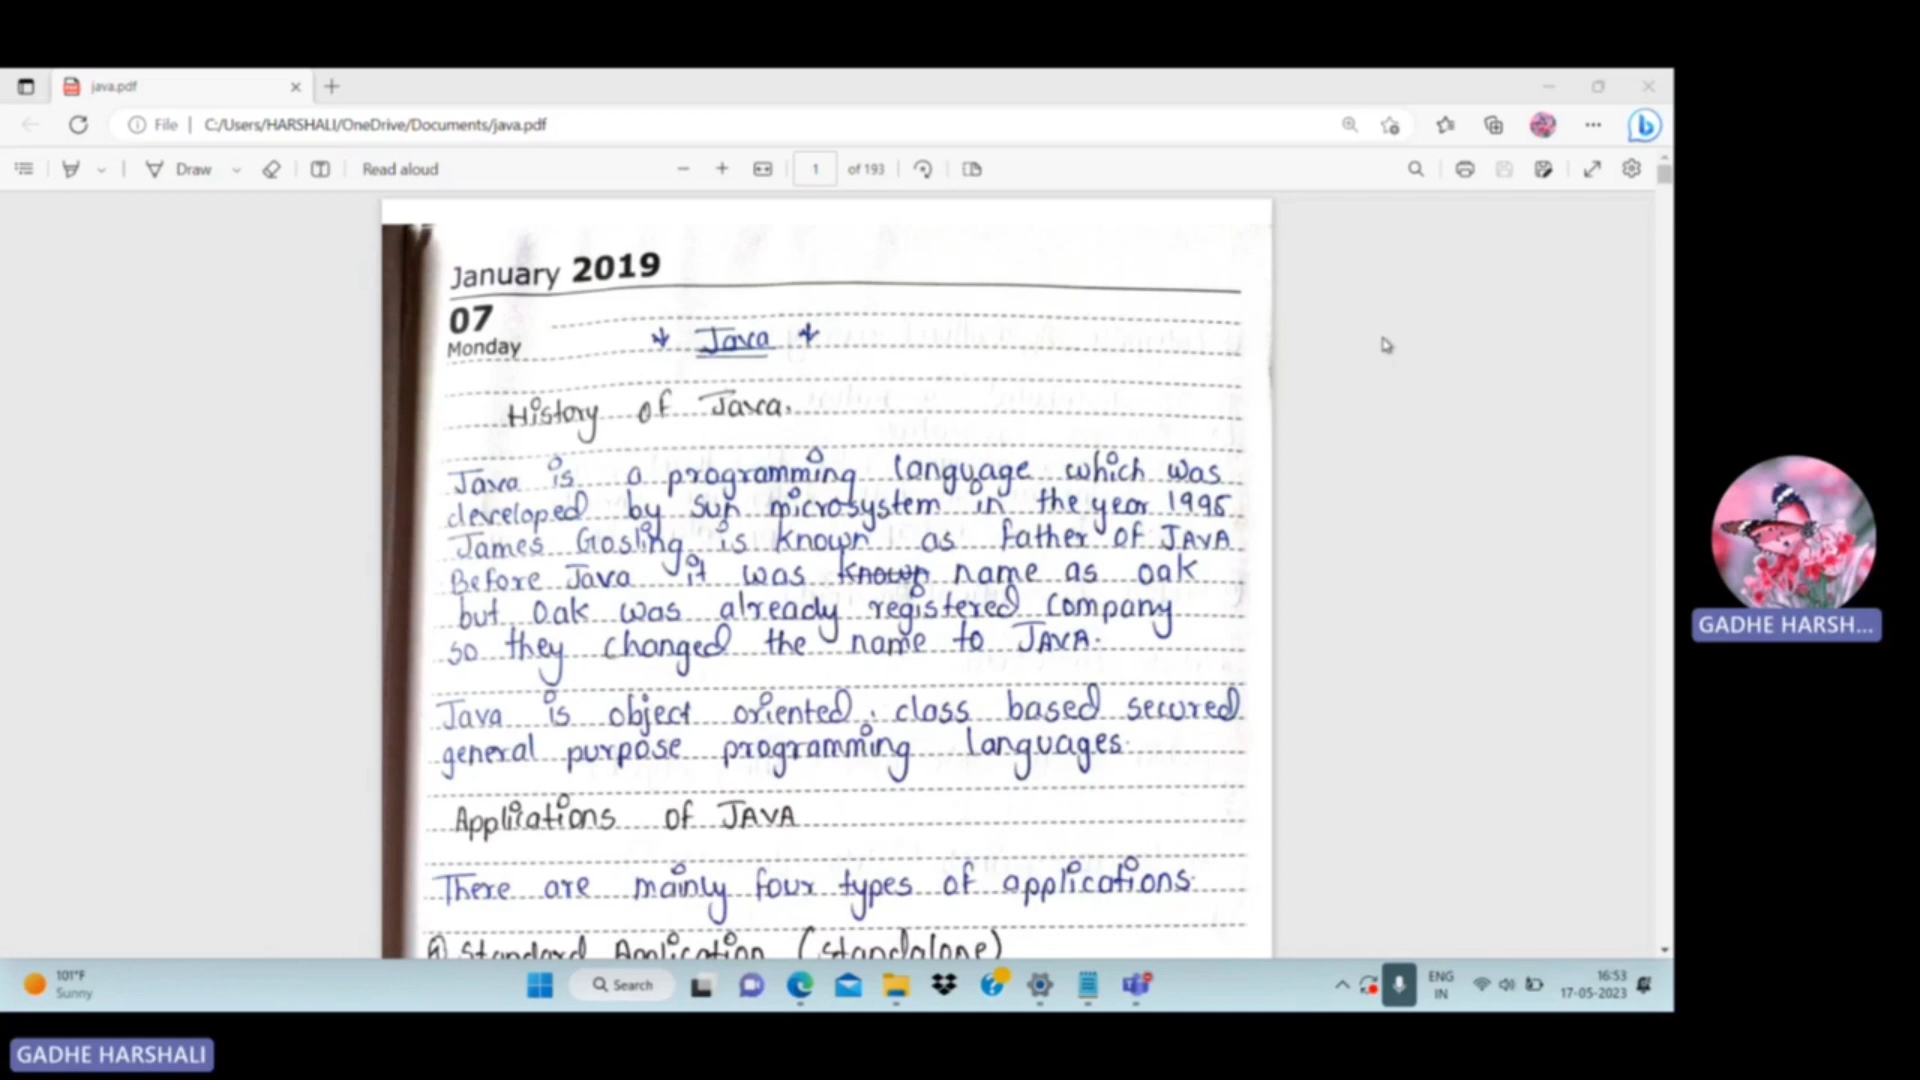 java.pdf
File | C:/Users/HARSHALI/OneDrive/Documents/java.pdf
Draw Read aloud 1 of 193
January 2019
07
Monday
* Java *
History of Java.
Java is a programming language which was
developed by sun microsystem in the year 1995
James Gosling is known as father of JAVA
Before Java it was known name as oak
but oak was already registered company
so they changed the name to JAVA.
Java is object oriented, class based secured
general purpose programming languages.
Appliations of JAVA
There are mainly four types of applications.
Standard Application (standalone)
GADHE HARSH...
101°F
Sunny
Search
ENG
IN
16:53
17-05-2023
GADHE HARSHALI